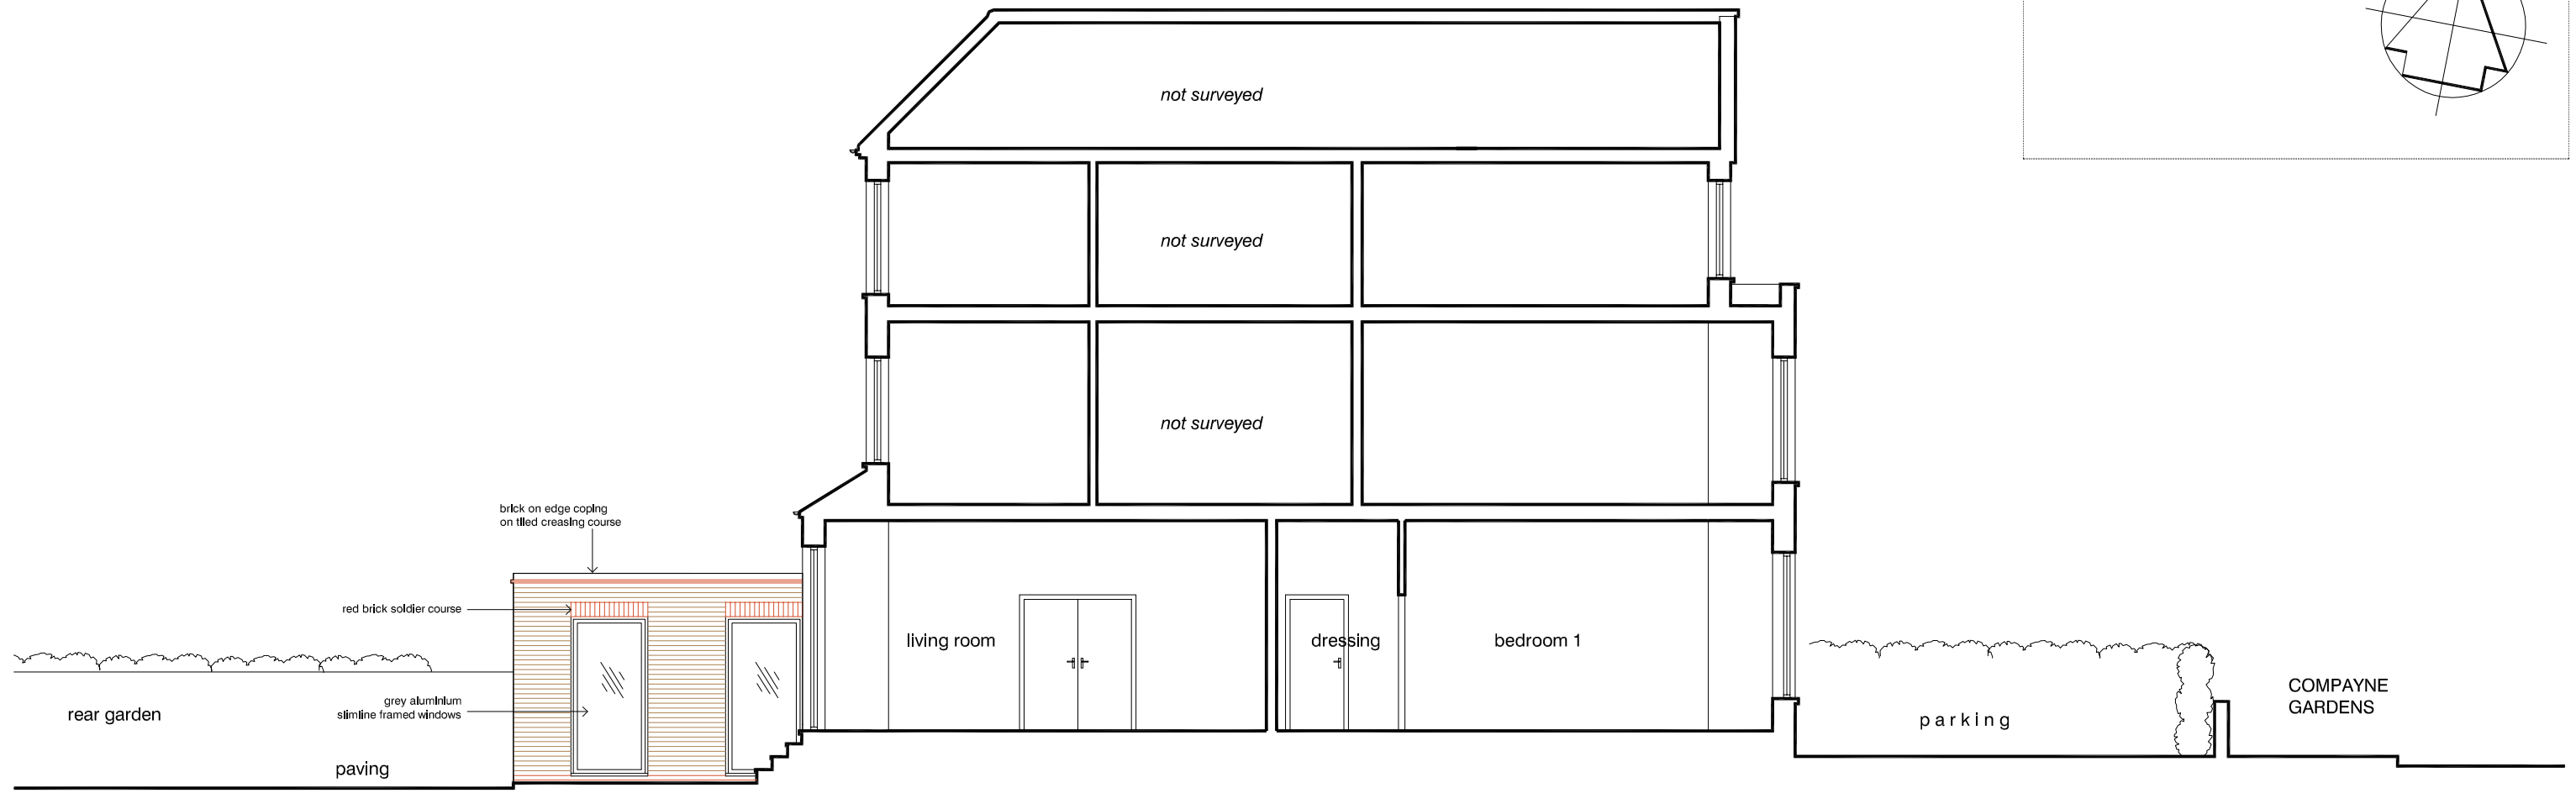 not surveyed
not surveyed
not surveyed
brick on edge coping
on tiled creasing course
red brick soldier course
living room
dressing
bedroom 1
grey aluminium
slimline framed windows
rear garden
paving
parking
COMPAYNE
GARDENS